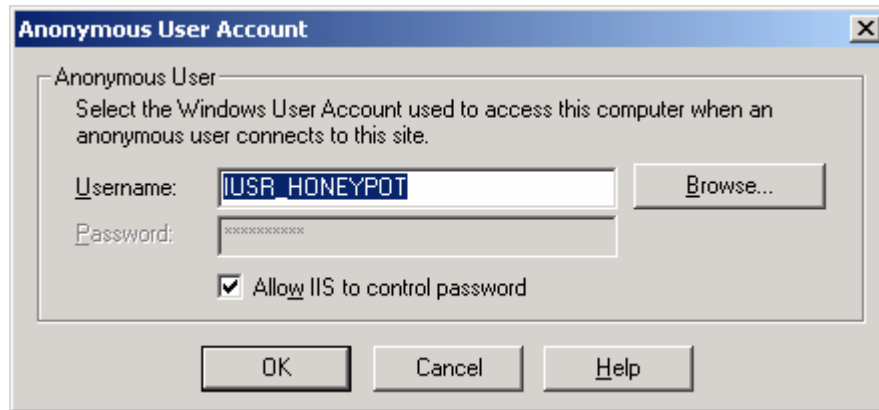 Anonymous User Account
Anonymous User
Select the Windows User Account used to access this computer when an
anonymous user connects to this site.
Username: IUSR_HONEYPOT Browse...
Password: **********
Allow IIS to control password
OK Cancel Help